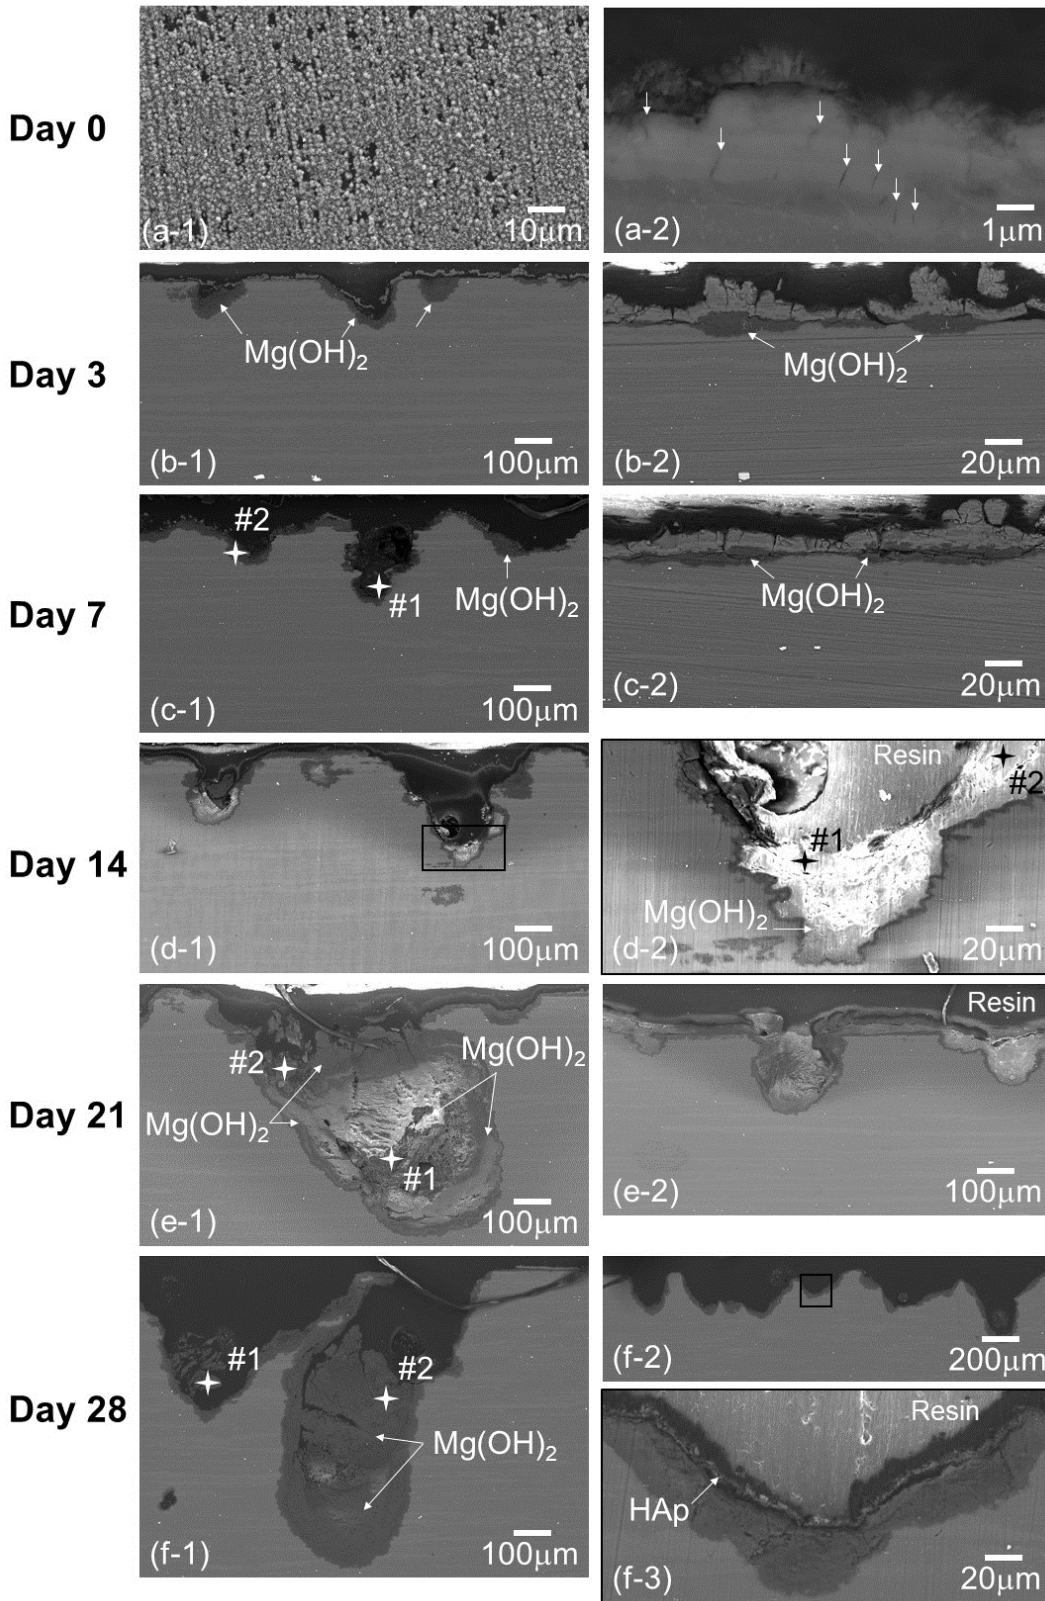 Day 0
(a-1)
10μm
(a-2)
1μm
Day 3
Mg(OH)2
(b-1)
100μm
Mg(OH)2
(b-2)
20μm
Day 7
#2
#1
Mg(OH)2
(c-1)
100μm
Mg(OH)2
(c-2)
20μm
Day 14
(d-1)
100μm
Resin
#2
#1
Mg(OH)2
(d-2)
20μm
Day 21
#2
Mg(OH)2
Mg(OH)2
#1
(e-1)
100μm
Resin
(e-2)
100μm
Day 28
#1
#2
Mg(OH)2
(f-1)
100μm
(f-2)
200μm
Resin
HAp
(f-3)
20μm